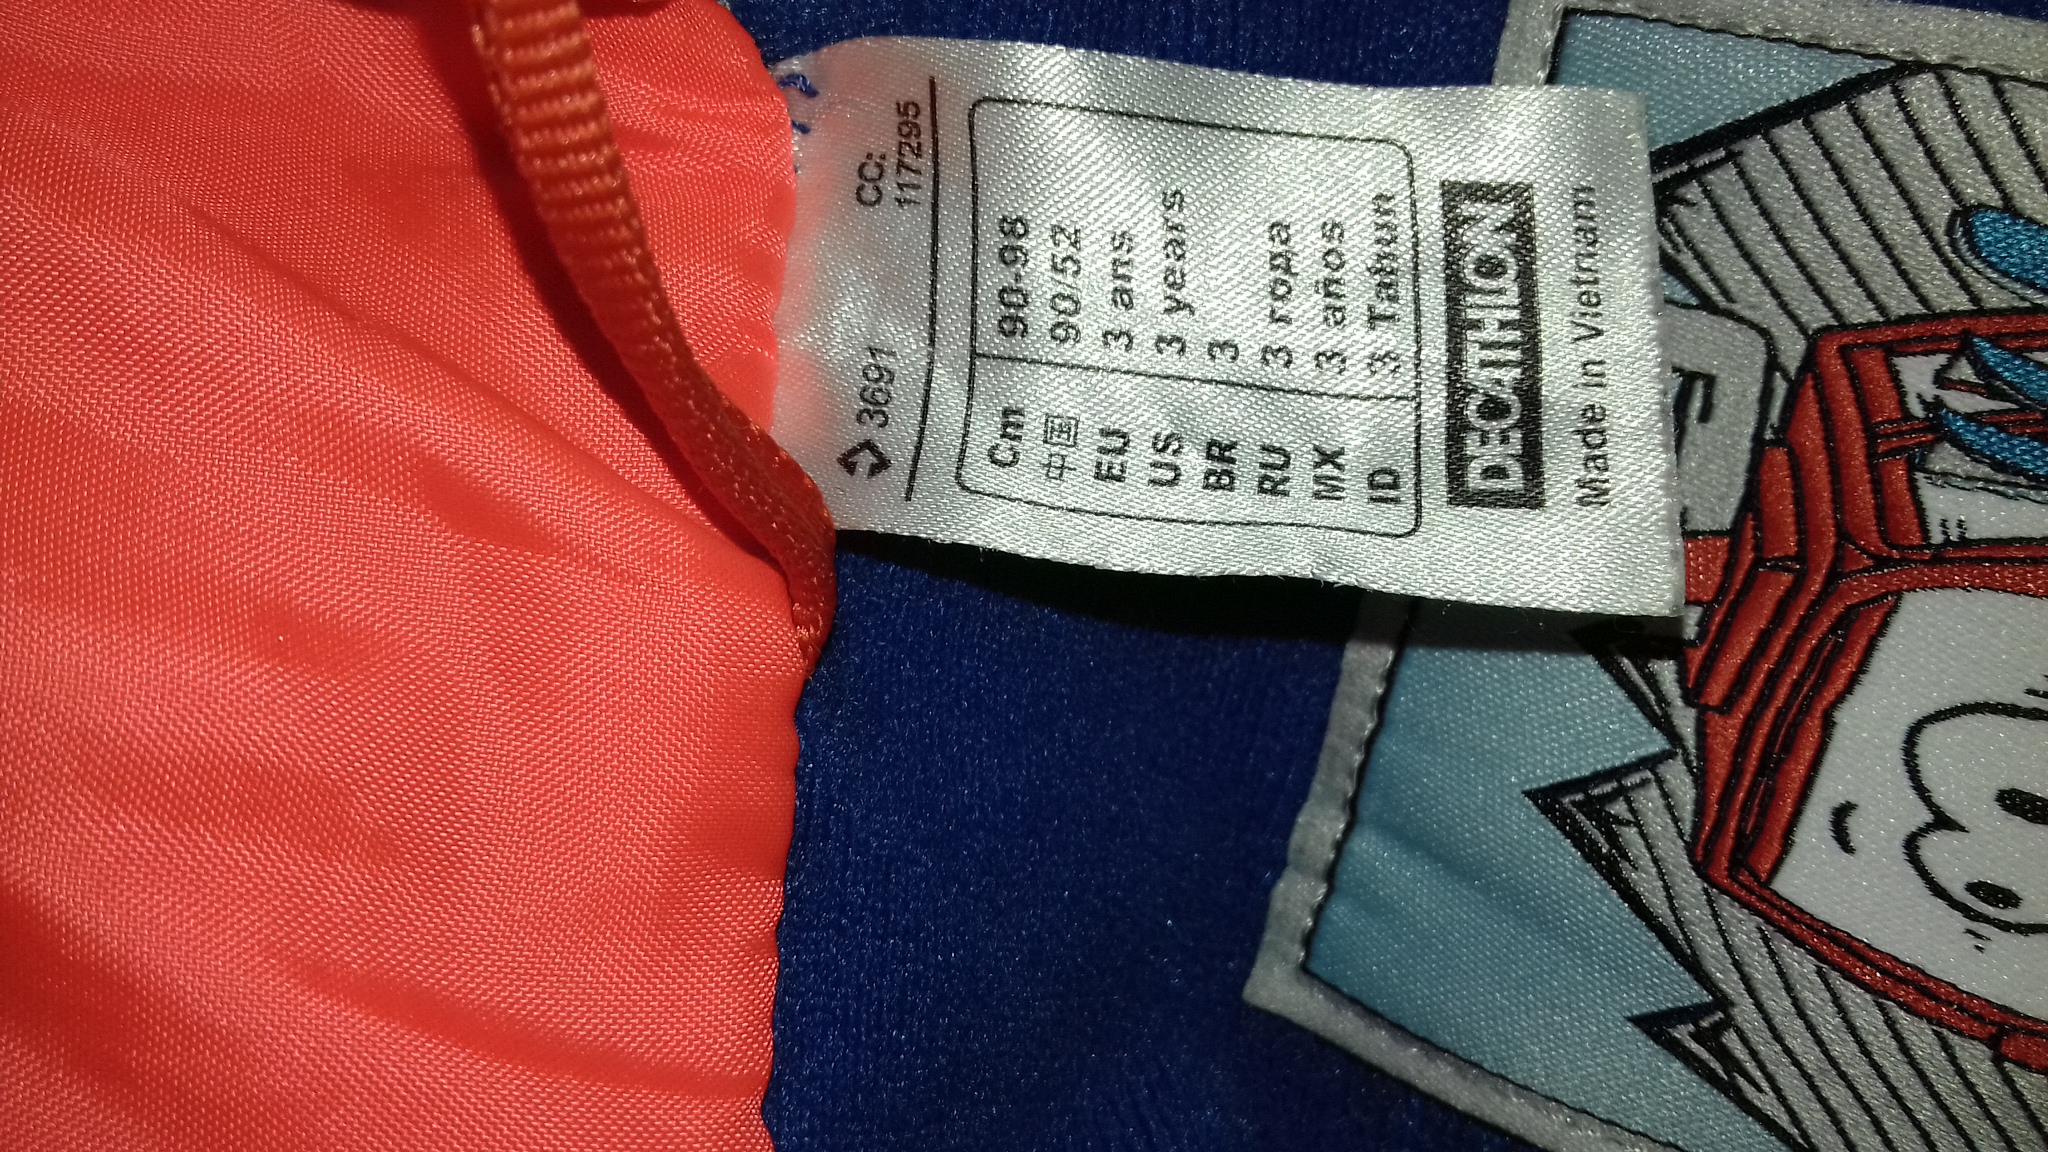 3691 CC:
117295
Cm 90-98
中国 90/52
EU 3 ans
US 3 years
BR 3
RU 3 года
MX 3 años
ID 3 Tahun
DECATHLON
Made in Vietnam